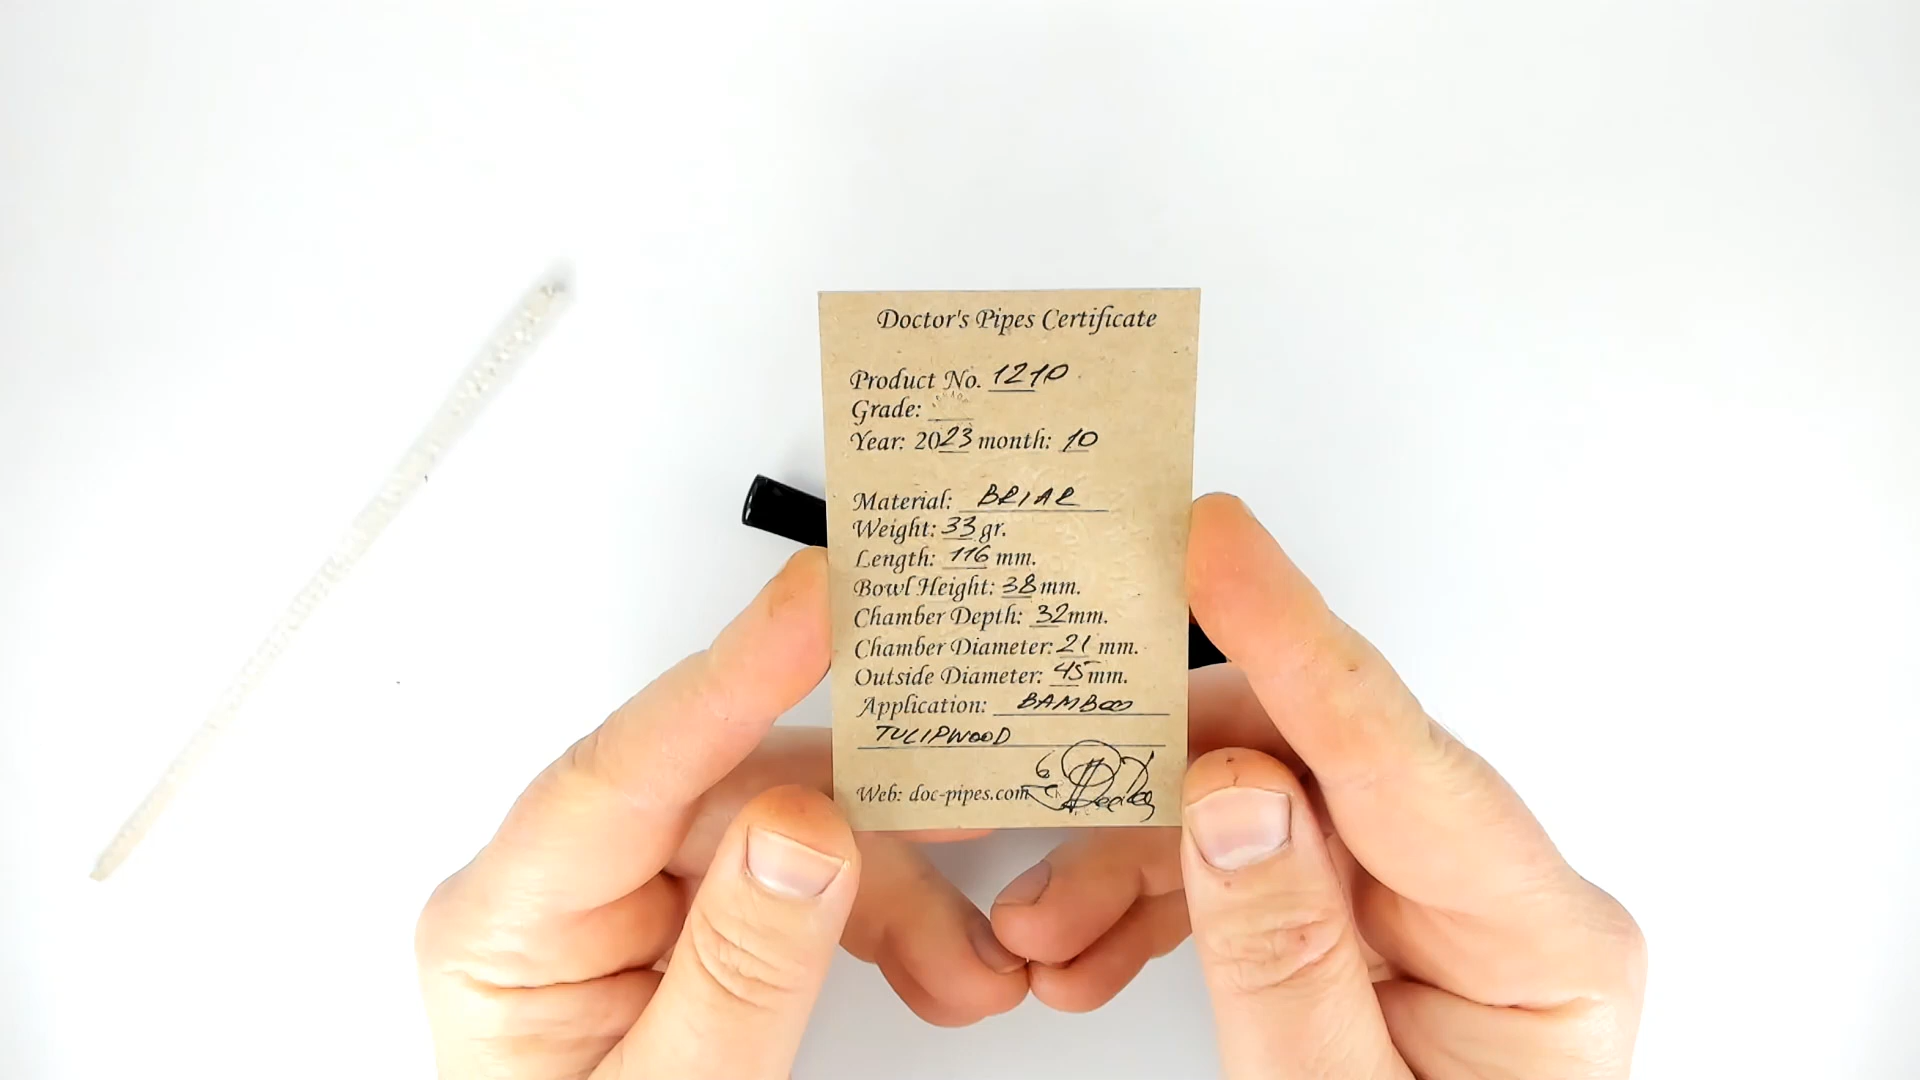 Doctor's Pipes Certificate
Product No. 1210
Grade:
Year: 2023 month: 10
Material: BRIAR
Weight: 33 gr.
Length: 116 mm.
Bowl Height: 38 mm.
Chamber Depth: 32 mm.
Chamber Diameter: 21 mm.
Outside Diameter: 45 mm.
Application: BAMBOO
TULIPWOOD
Web: doc-pipes.com